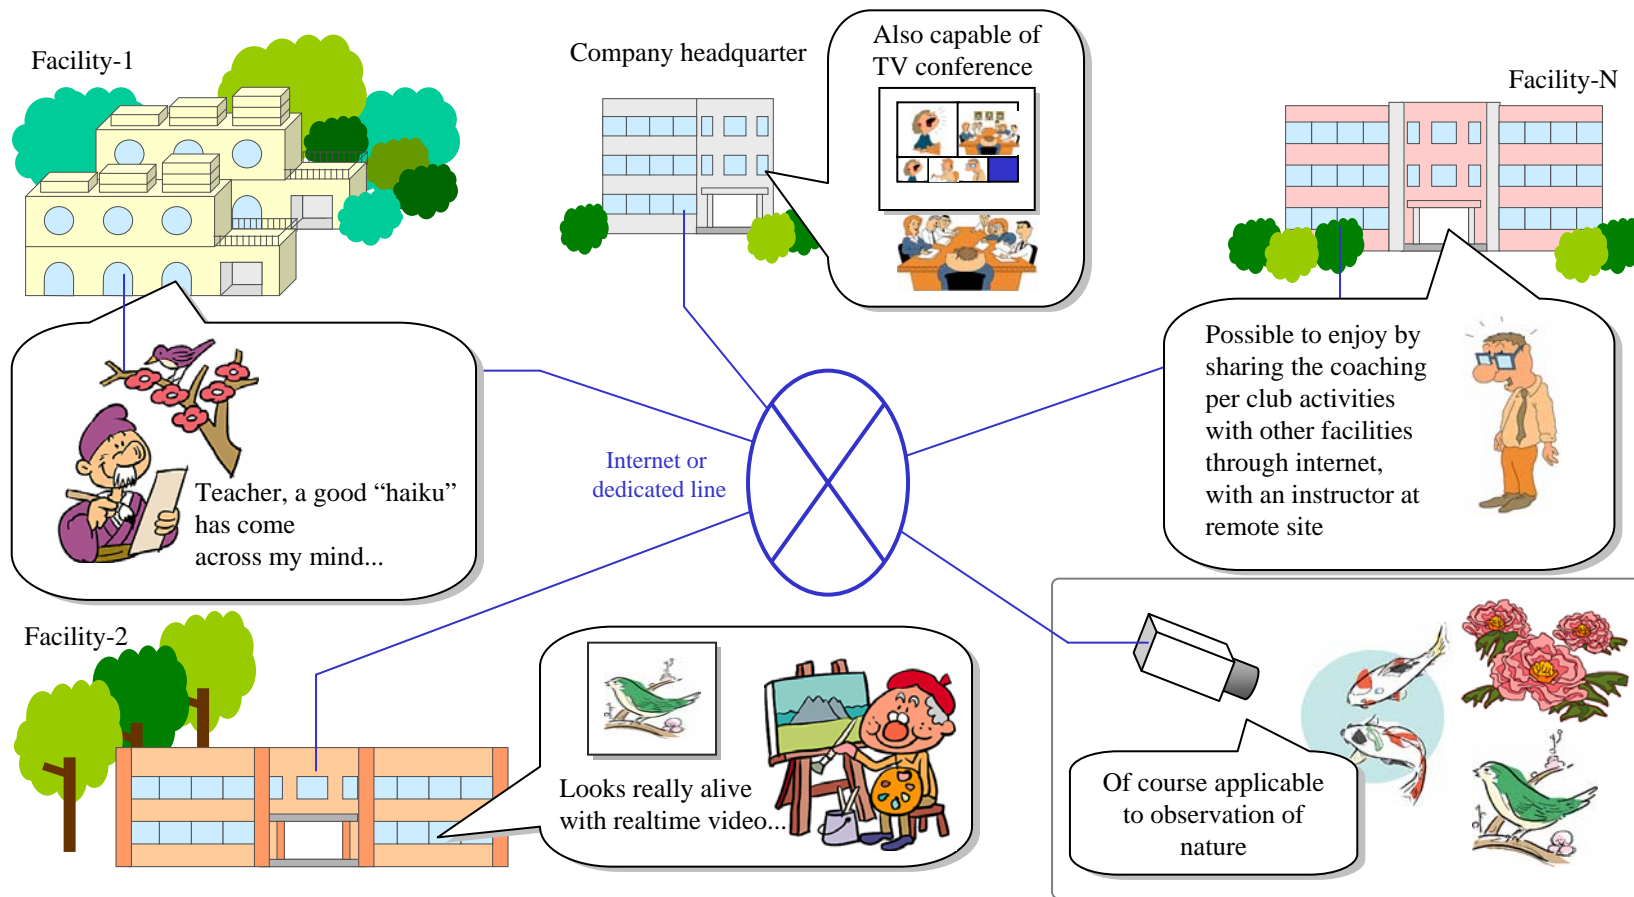 Facility-1
Company headquarter
Also capable of
TV conference
Facility-N
Possible to enjoy by
sharing the coaching
per club activities
with other facilities
through internet,
with an instructor at
remote site
Internet or
dedicated line
Teacher, a good “haiku”
has come
across my mind...
Facility-2
Looks really alive
with realtime video...
Of course applicable
to observation of
nature